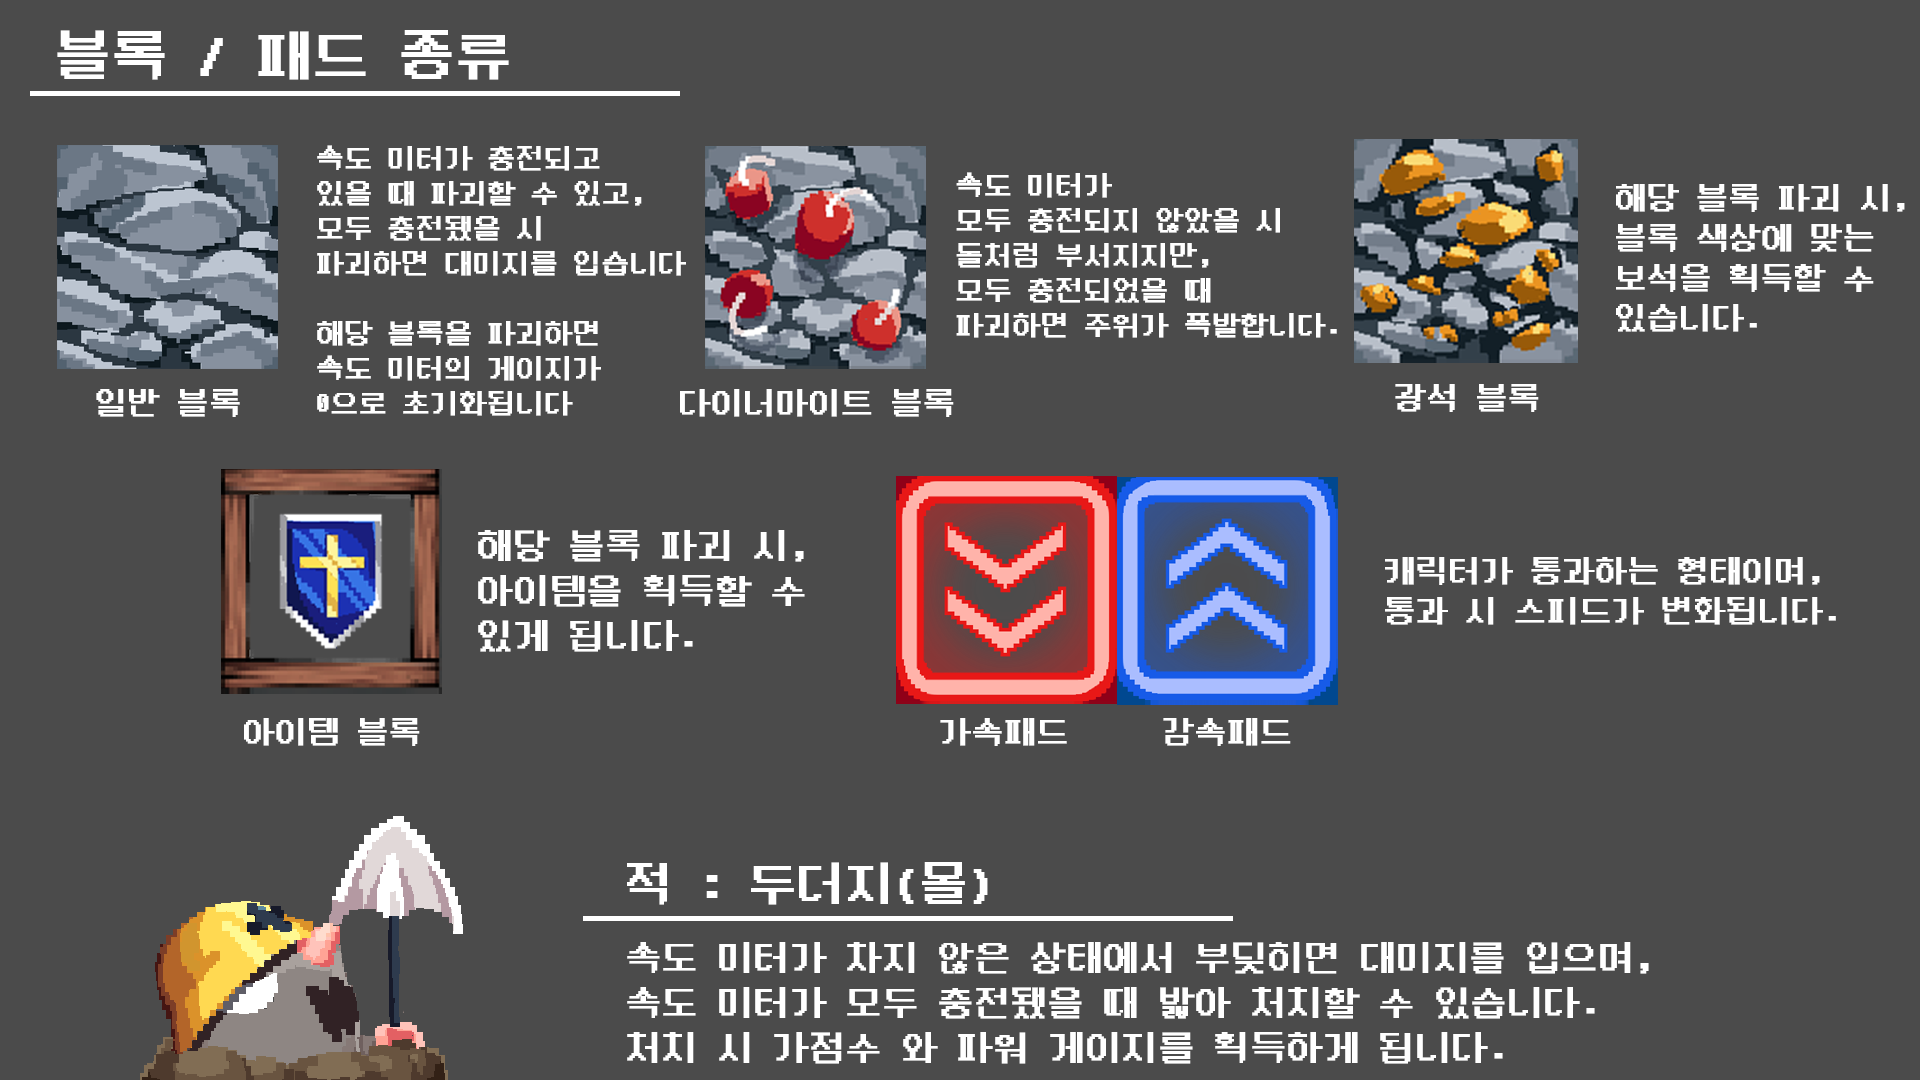 블록 / 패드 종류
속도 미터가 충전되고
있을 때 파괴할 수 있고,
모두 충전됐을 시
파괴하면 대미지를 입습니다
해당 블록을 파괴하면
속도 미터의 게이지가
0으로 초기화됩니다
일반 블록
속도 미터가
모두 충전되지 않았을 시
돌처럼 부서지지만,
모두 충전되었을 때
파괴하면 주위가 폭발합니다.
다이너마이트 블록
해당 블록 파괴 시,
블록 색상에 맞는
보석을 획득할 수
있습니다.
광석 블록
해당 블록 파괴 시,
아이템을 획득할 수
있게 됩니다.
아이템 블록
캐릭터가 통과하는 형태이며,
통과 시 스피드가 변화됩니다.
가속패드
감속패드
적 : 두더지(몰)
속도 미터가 차지 않은 상태에서 부딪히면 대미지를 입으며,
속도 미터가 모두 충전됐을 때 밟아 처치할 수 있습니다.
처치 시 가점수 와 파워 게이지를 획득하게 됩니다.